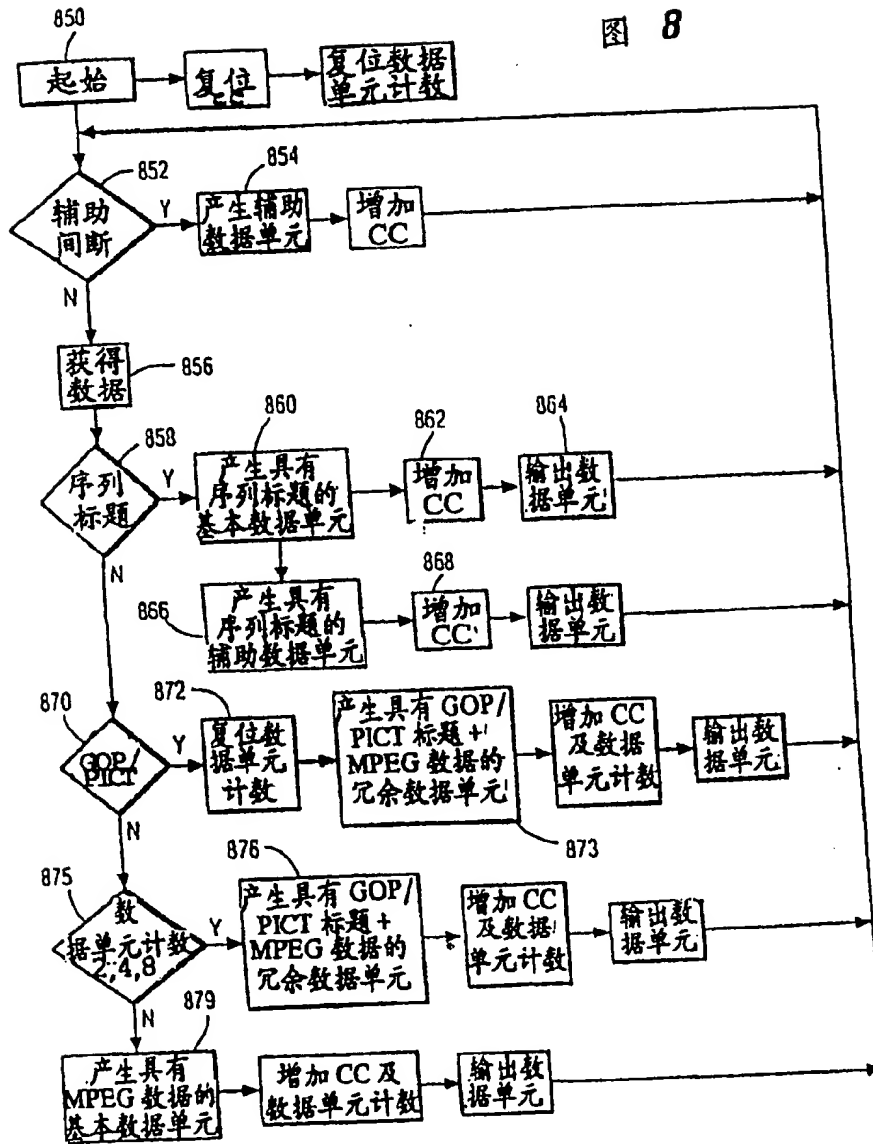 图 8
850
起始
复位
CC
复位数据
单元计数
852
辅助
间断
Y
N
854
产生辅助
数据单元
增加
CC
获得
数据
856
858
序列
标题
Y
N
860
产生具有
序列标题的
基本数据单元
862
增加
CC
864
输出数
据单元
866
产生具有
序列标题的
辅助数据单元
868
增加
CC
输出数
据单元
870
GOP/
PICT
Y
N
872
复位数
据单元
计数
产生具有 GOP/
PICT 标题 +
MPEG 数据的
冗余数据单元
873
增加 CC
及数据
单元计数
输出数
据单元
875
数
据单元计数
2,4,8
Y
N
876
产生具有 GOP/
PICT 标题 +
MPEG 数据的
冗余数据单元
增加 CC
及数据
单元计数
输出数
据单元
879
产生具有
MPEG 数据的
基本数据单元
增加 CC 及
数据单元计数
输出数
据单元